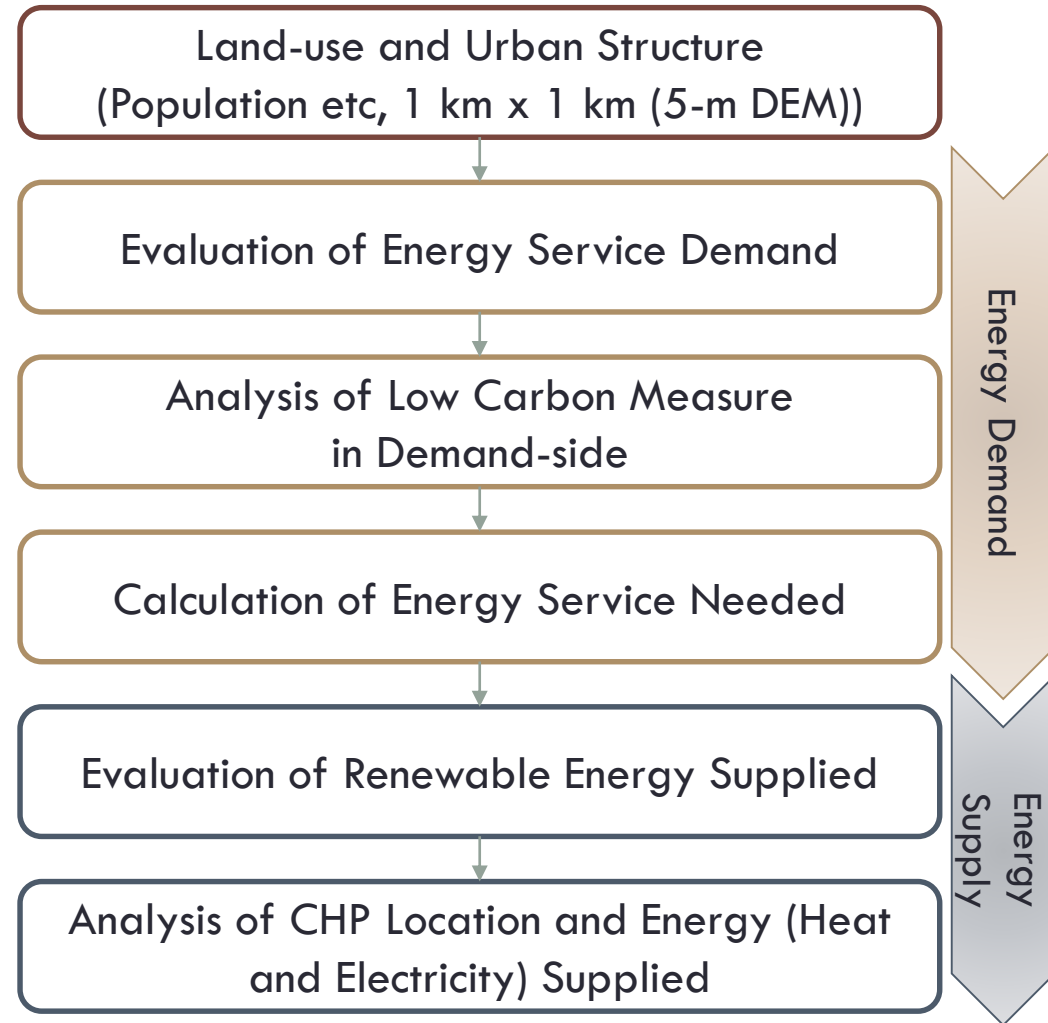 Land-use and Urban Structure
(Population etc, 1 km x 1 km (5-m DEM))
Evaluation of Energy Service Demand
Analysis of Low Carbon Measure
in Demand-side
Calculation of Energy Service Needed
Energy Demand
Evaluation of Renewable Energy Supplied
Analysis of CHP Location and Energy (Heat
and Electricity) Supplied
Energy
Supply